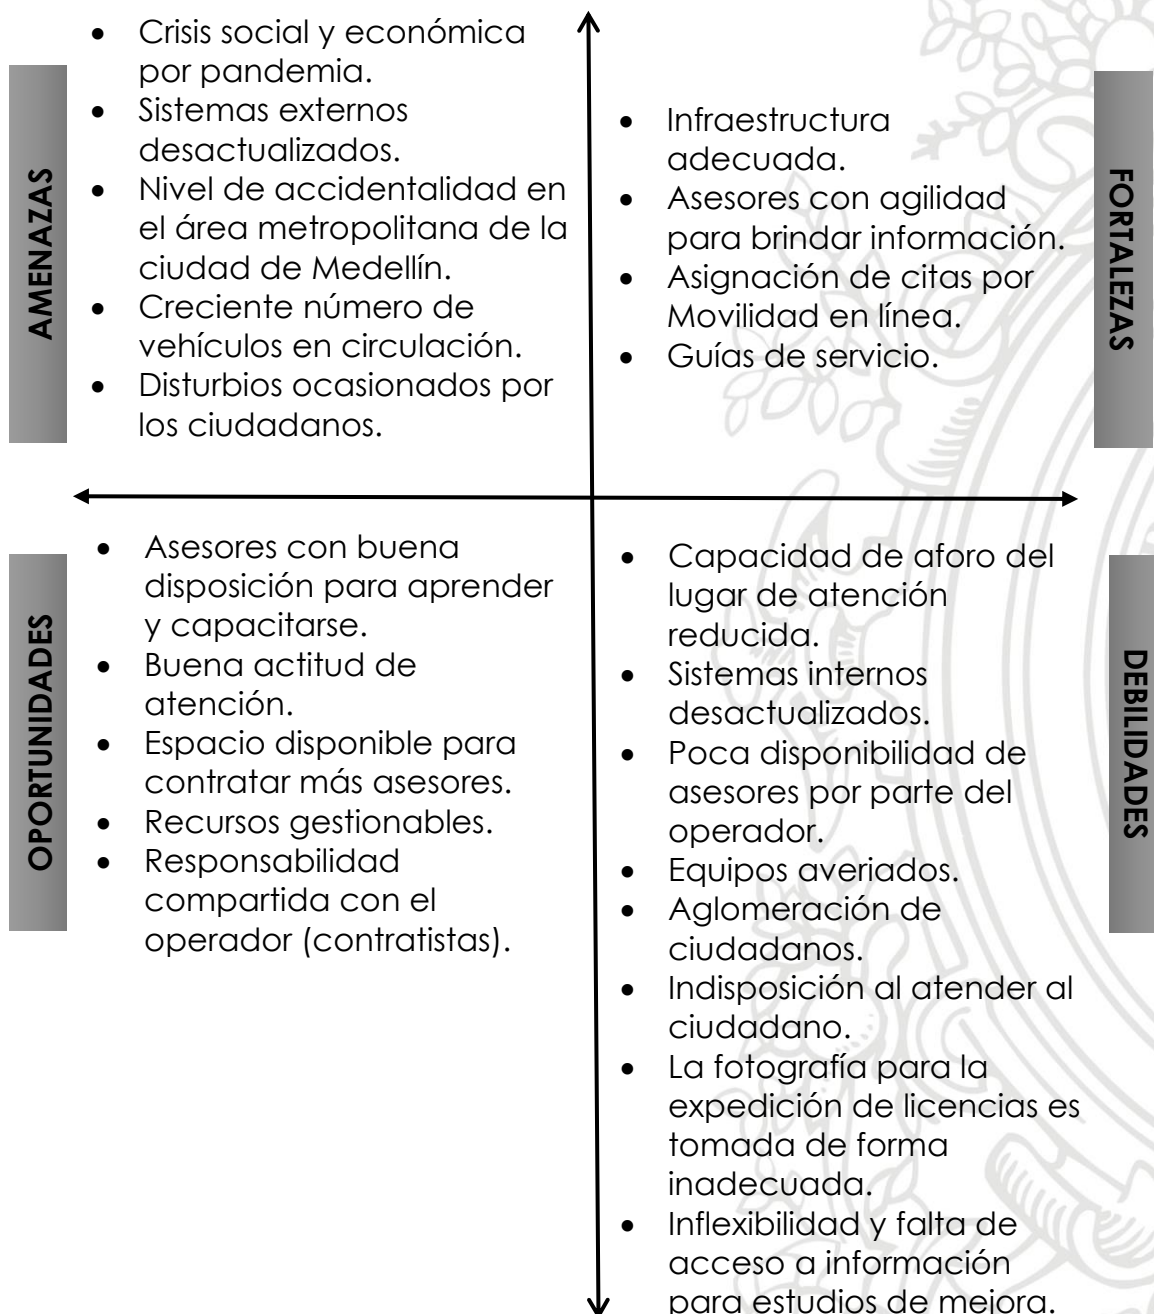 AMENAZAS
• Crisis social y económica
por pandemia.
• Sistemas externos
desactualizados.
• Nivel de accidentalidad en
el área metropolitana de la
ciudad de Medellín.
• Creciente número de
vehículos en circulación.
• Disturbios ocasionados por
los ciudadanos.
FORTALEZAS
• Infraestructura
adecuada.
• Asesores con agilidad
para brindar información.
• Asignación de citas por
Movilidad en línea.
• Guías de servicio.
OPORTUNIDADES
• Asesores con buena
disposición para aprender
y capacitarse.
• Buena actitud de
atención.
• Espacio disponible para
contratar más asesores.
• Recursos gestionables.
• Responsabilidad
compartida con el
operador (contratistas).
DEBILIDADES
• Capacidad de aforo del
lugar de atención
reducida.
• Sistemas internos
desactualizados.
• Poca disponibilidad de
asesores por parte del
operador.
• Equipos averiados.
• Aglomeración de
ciudadanos.
• Indisposición al atender al
ciudadano.
• La fotografía para la
expedición de licencias es
tomada de forma
inadecuada.
• Inflexibilidad y falta de
acceso a información
para estudios de mejora.